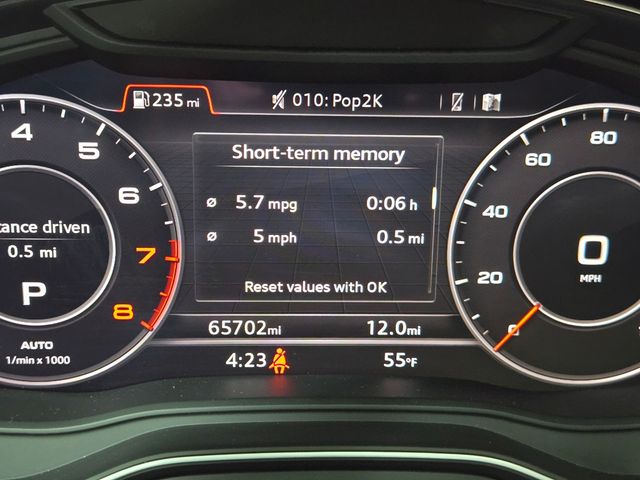 235 mi
010: Pop2K
4
5
6
7
8
tance driven
0.5 mi
P
AUTO
1/min x 1000
Short-term memory
ø 5.7 mpg 0:06 h
ø 5 mph 0.5 mi
Reset values with OK
65702mi 12.0mi
4:23 55°F
80
60
40
20
0
0
MPH